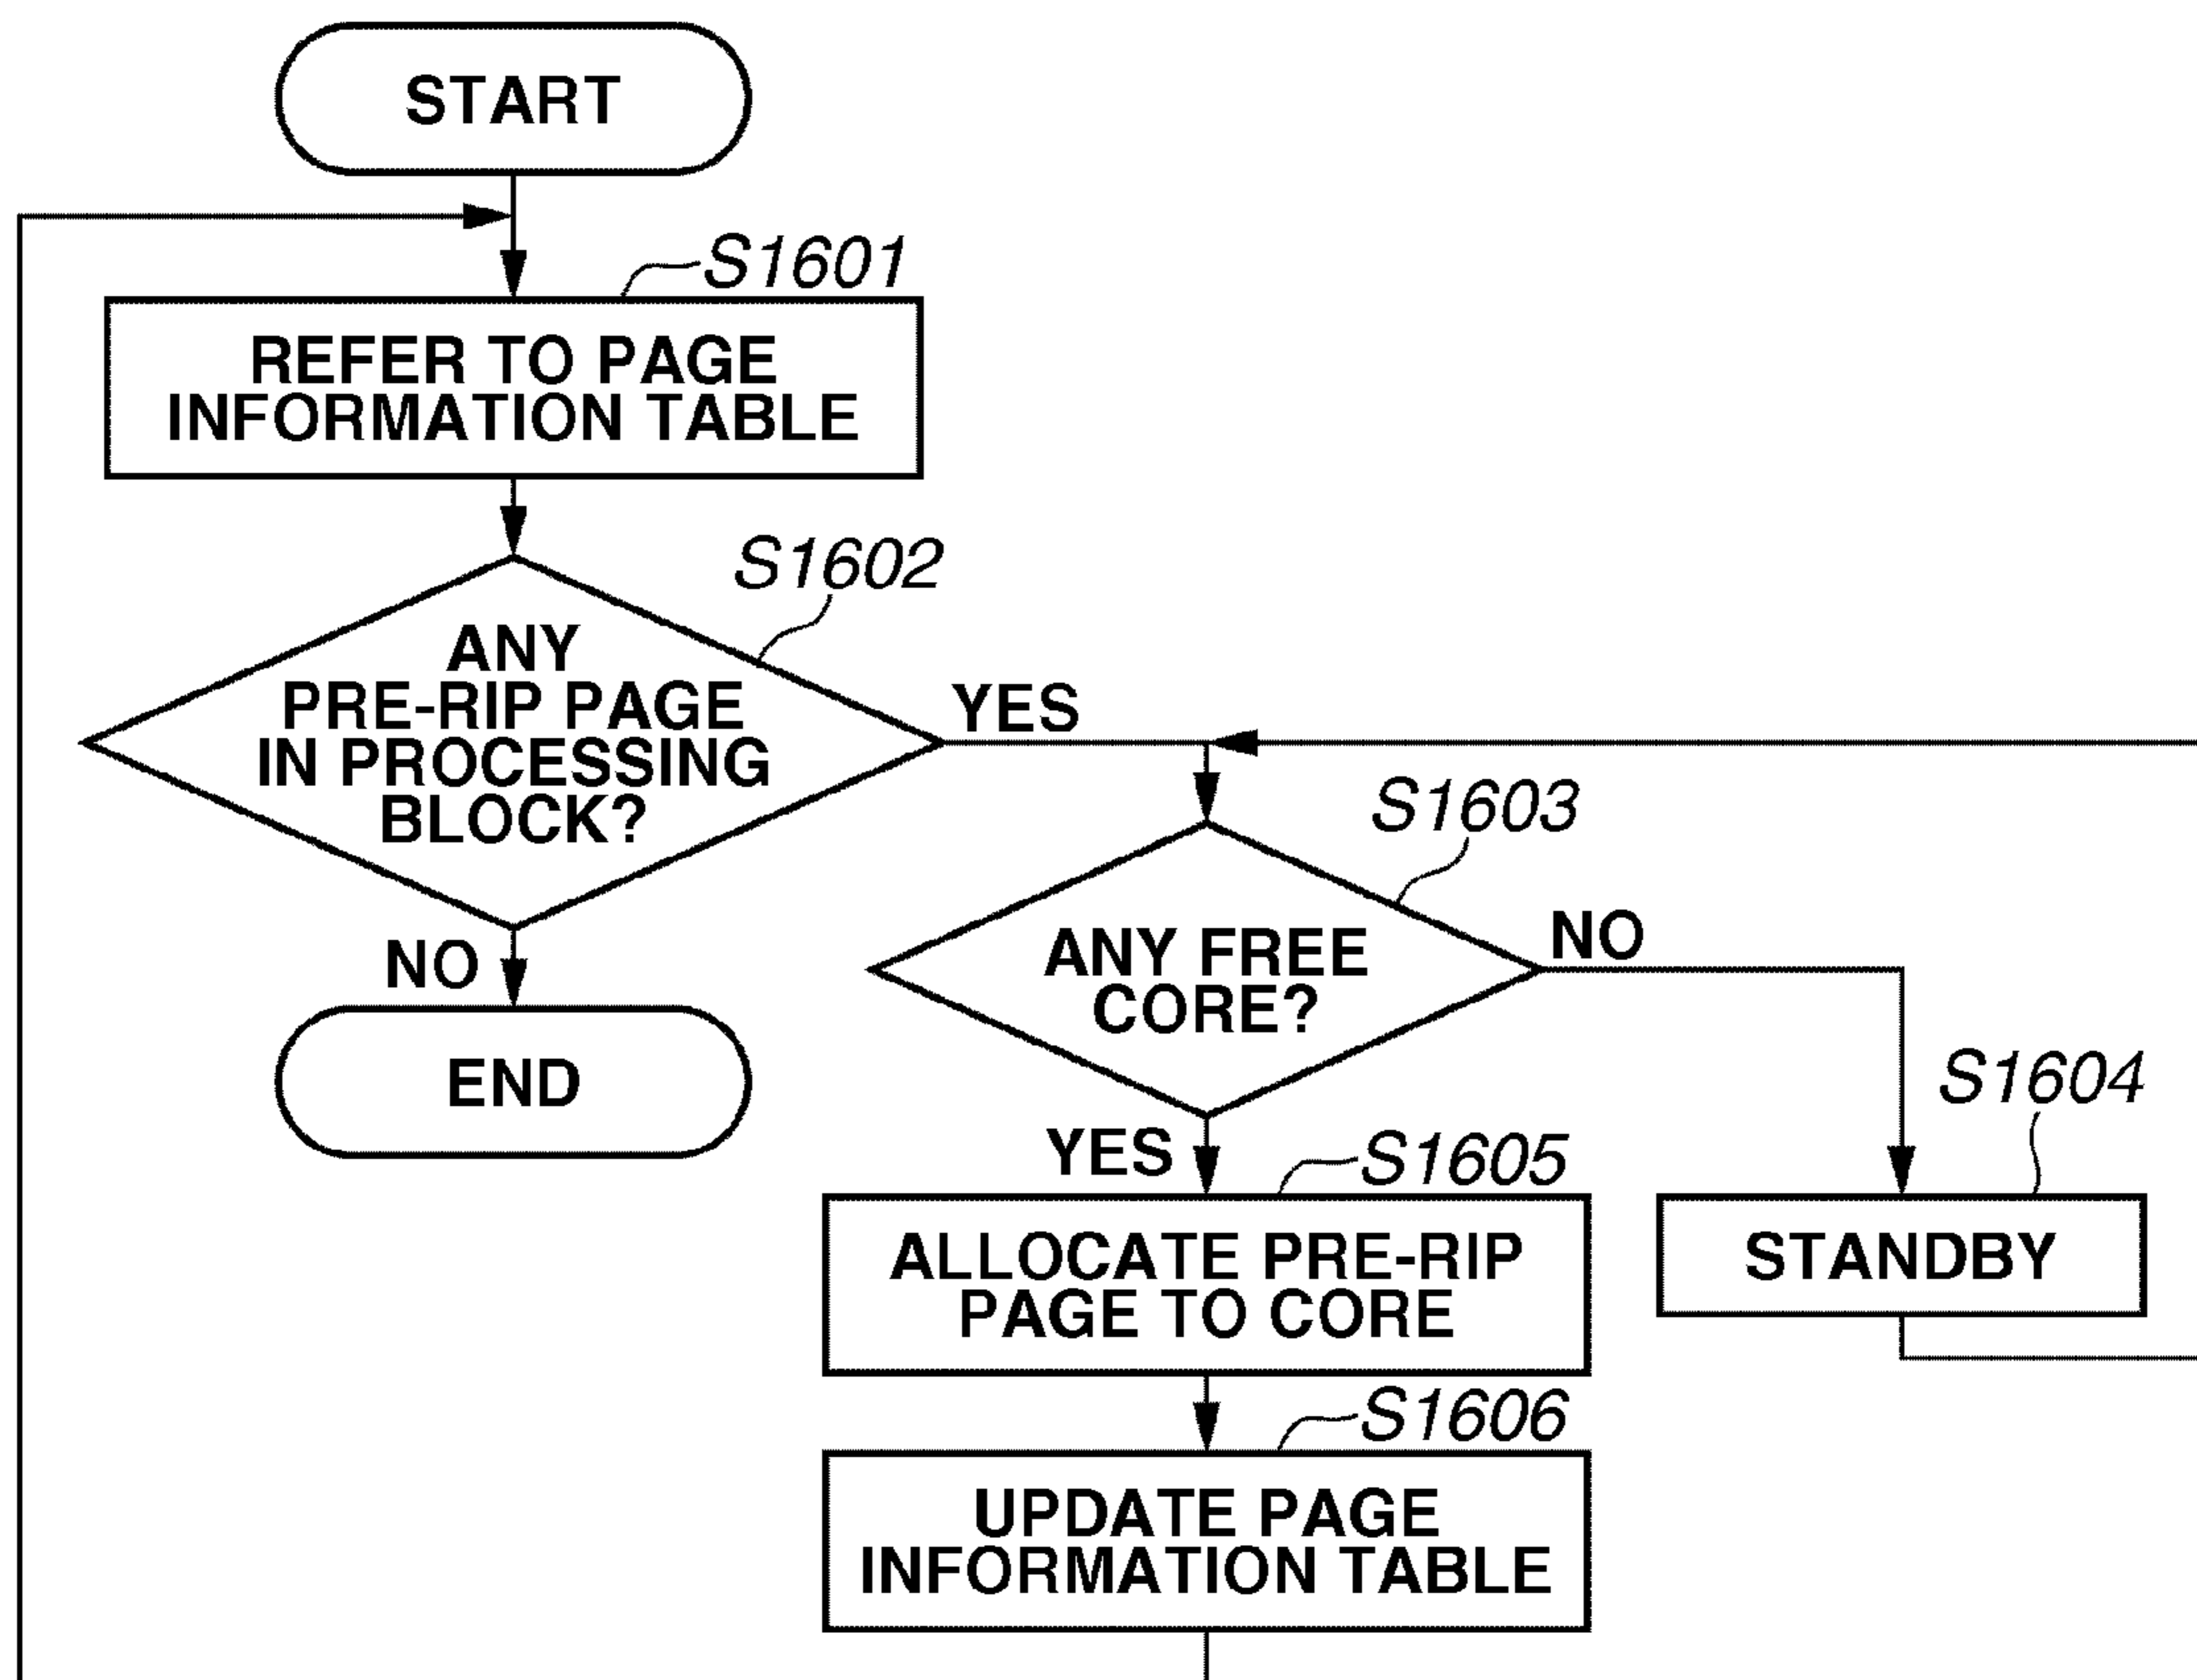 START
S1601
REFER TO PAGE
INFORMATION TABLE
S1602
ANY
PRE-RIP PAGE
IN PROCESSING
BLOCK?
YES
NO
END
S1603
ANY FREE
CORE?
NO
YES
S1604
STANDBY
S1605
ALLOCATE PRE-RIP
PAGE TO CORE
S1606
UPDATE PAGE
INFORMATION TABLE